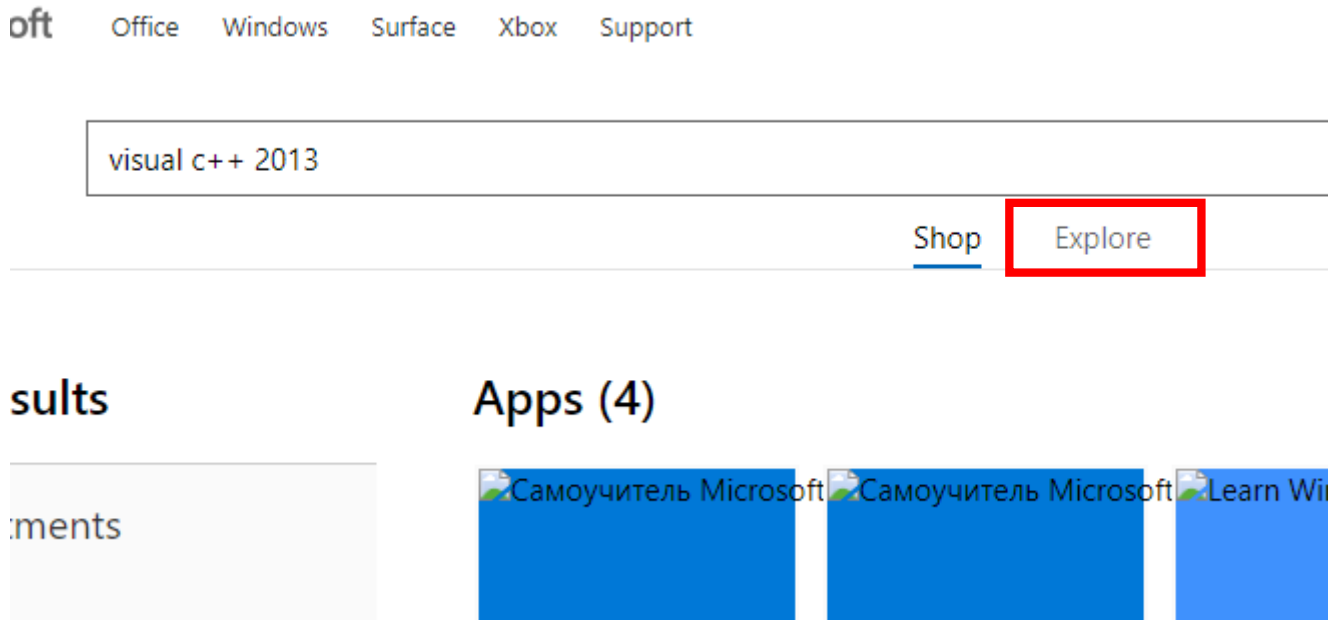 oft Office Windows Surface Xbox Support
visual c++ 2013
Shop Explore
sults Apps (4)
Самоучитель Microsoft Самоучитель Microsoft Learn Wi
tments